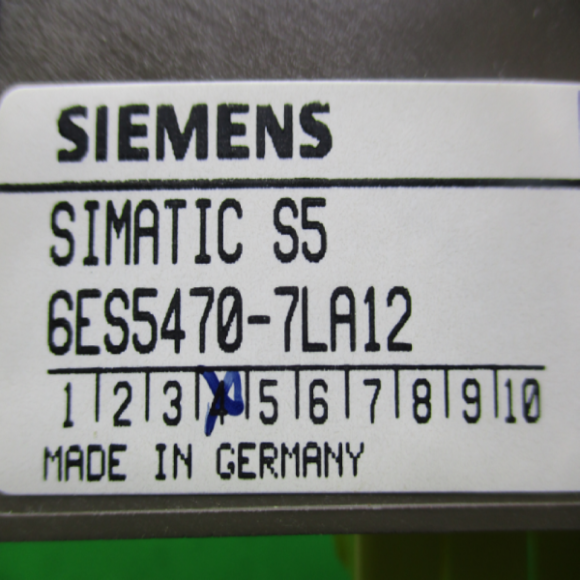 SIEMENS
SIMATIC S5
6ES5470-7LA12
1 2 3 4 5 6 7 8 9 10
MADE IN GERMANY